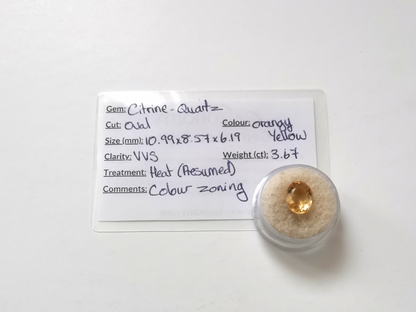 Gem: Citrine-Quartz
Cut: Oval Colour: orangy
Yellow
Size (mm): 10.99x8.57x6.19
Clarity: VVS Weight (ct): 3.67
Treatment: Heat (Presumed)
Comments: Colour zoning